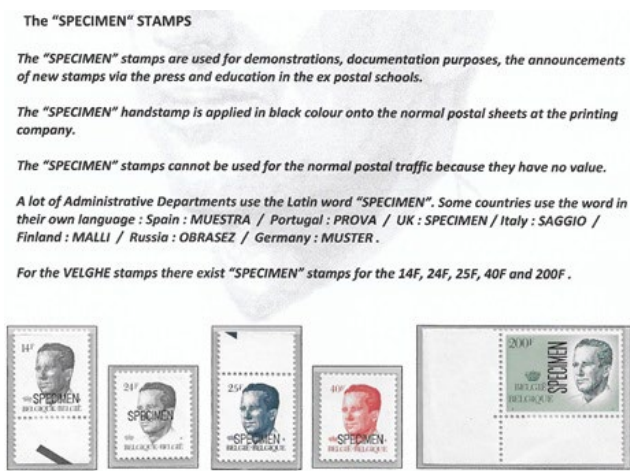 The "SPECIMEN" STAMPS
The "SPECIMEN" stamps are used for demonstrations, documentation purposes, the announcements
of new stamps via the press and education in the ex postal schools.
The "SPECIMEN" handstamp is applied in black colour onto the normal postal sheets at the printing
company.
The "SPECIMEN" stamps cannot be used for the normal postal traffic because they have no value.
A lot of Administrative Departments use the Latin word "SPECIMEN". Some countries use the word in
their own language : Spain : MUESTRA / Portugal : PROVA / UK : SPECIMEN / Italy : SAGGIO /
Finland : MALLI / Russia : OBRASEZ / Germany : MUSTER .
For the VELGHE stamps there exist "SPECIMEN" stamps for the 14F, 24F, 25F, 40F and 200F .
14F
SPECIMEN
BELGIQUE-BELGIË
24F
SPECIMEN
BELGIQUE-BELGIË
25F
SPECIMEN
BELGIË-BELGIQUE
40F
SPECIMEN
BELGIË-BELGIQUE
200F
SPECIMEN
BELGIË
BELGIQUE